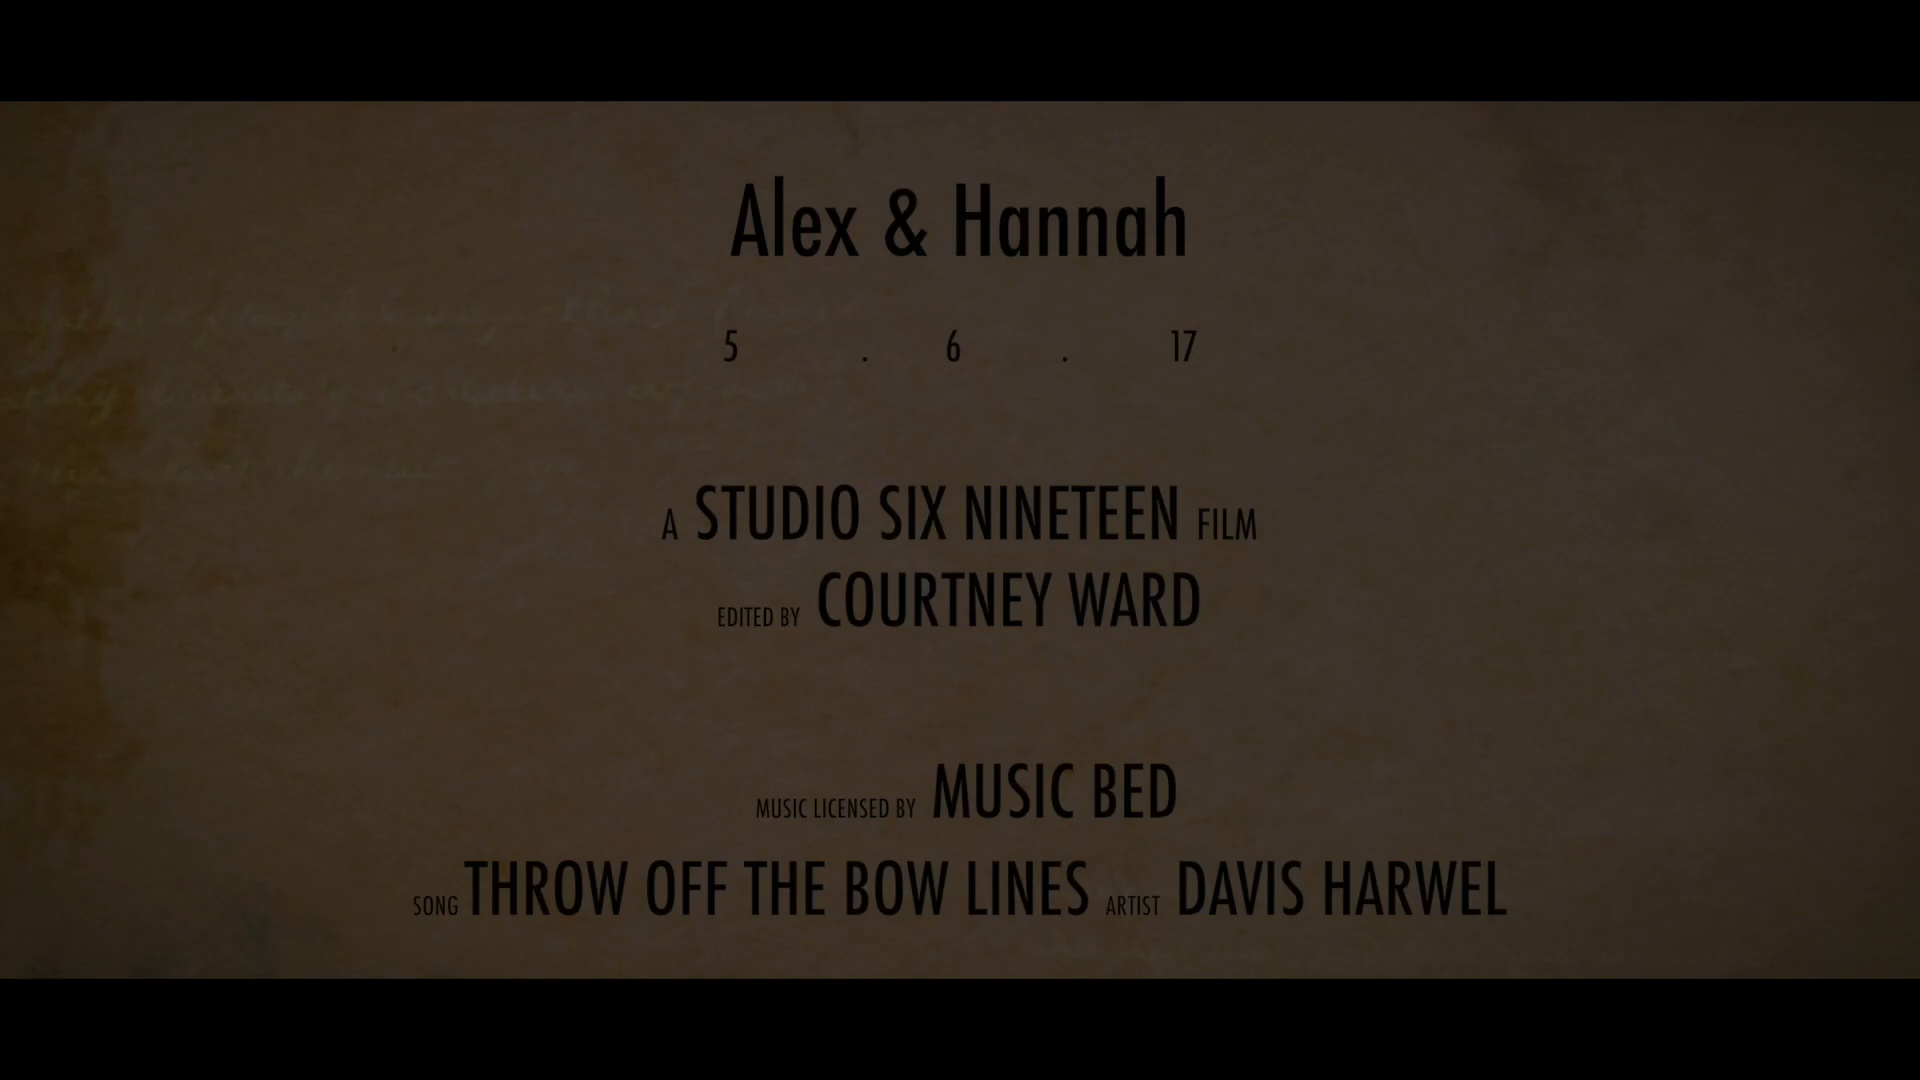 Alex & Hannah
5 . 6 . 17
A STUDIO SIX NINETEEN FILM
EDITED BY COURTNEY WARD
MUSIC LICENSED BY MUSIC BED
SONG THROW OFF THE BOW LINES ARTIST DAVIS HARWEL